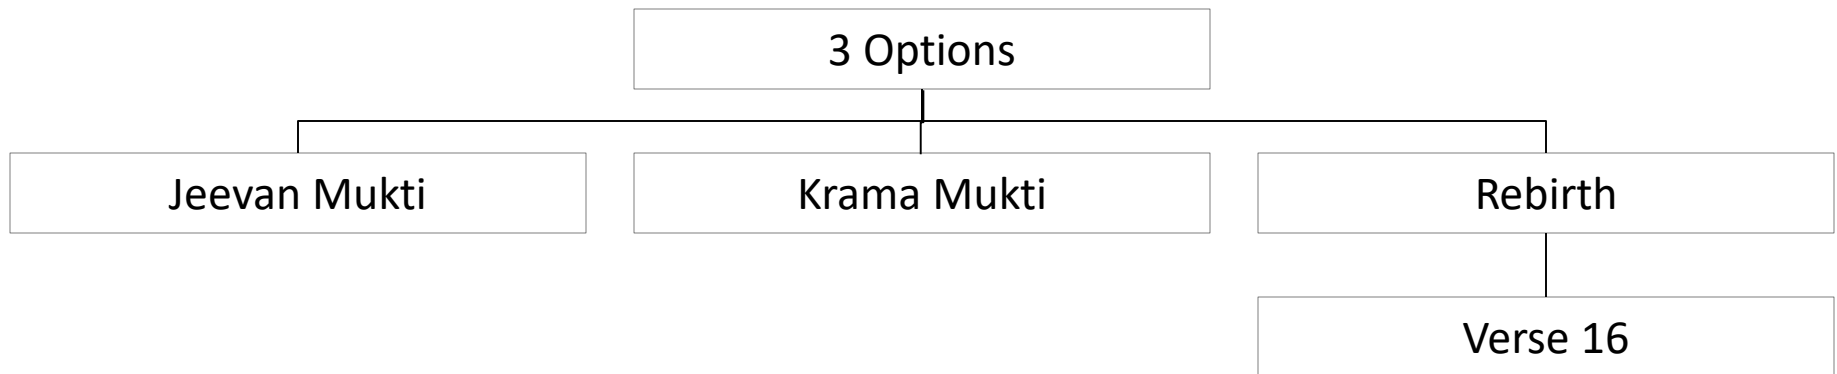 3 Options
Jeevan Mukti
Krama Mukti
Rebirth
Verse 16